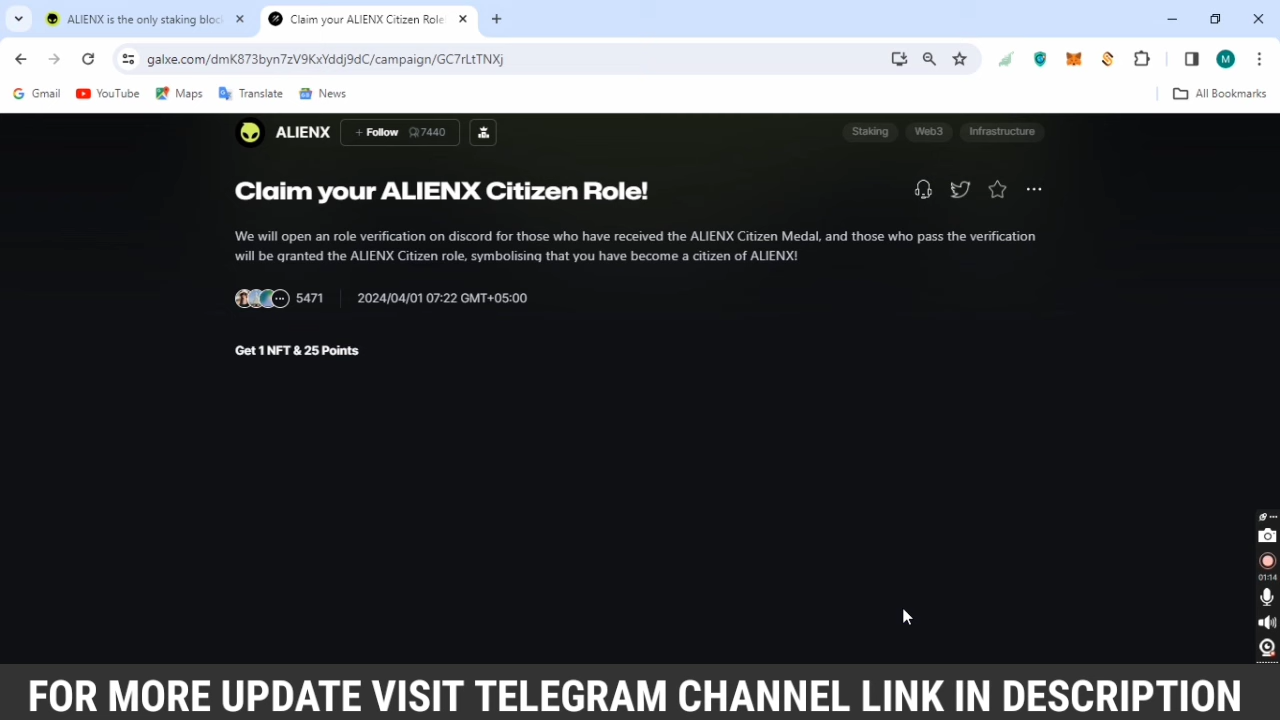 ALIENX is the only staking bloc
Claim your ALIENX Citizen Role
galxe.com/dmK873byn7zV9KxYddj9dC/campaign/GC7rLtTNXj
M
Gmail
YouTube
Maps
Translate
News
All Bookmarks
ALIENX
+ Follow 7440
Staking
Web3
Infrastructure
Claim your ALIENX Citizen Role!
We will open an role verification on discord for those who have received the ALIENX Citizen Medal, and those who pass the verification
will be granted the ALIENX Citizen role, symbolising that you have become a citizen of ALIENX!
5471
2024/04/01 07:22 GMT+05:00
Get 1 NFT & 25 Points
01:14
FOR MORE UPDATE VISIT TELEGRAM CHANNEL LINK IN DESCRIPTION